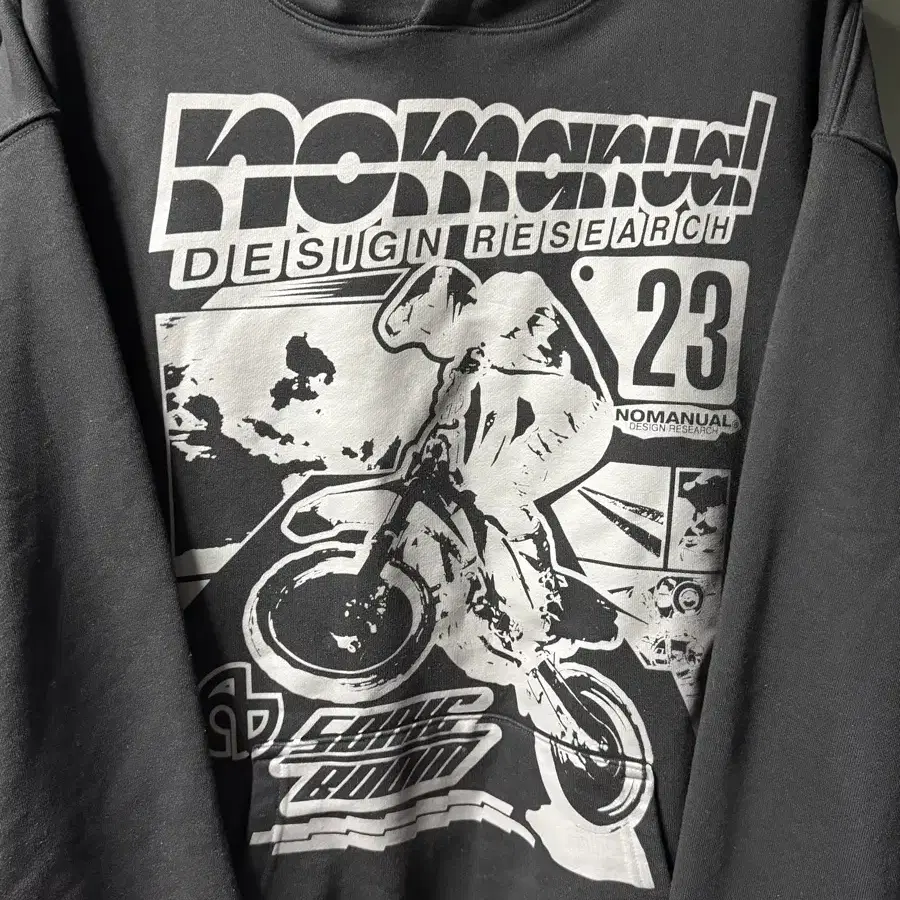 nomanual
DESIGN RESEARCH
23
NOMANUAL
DESIGN RESEARCH
SONIC
BOOM